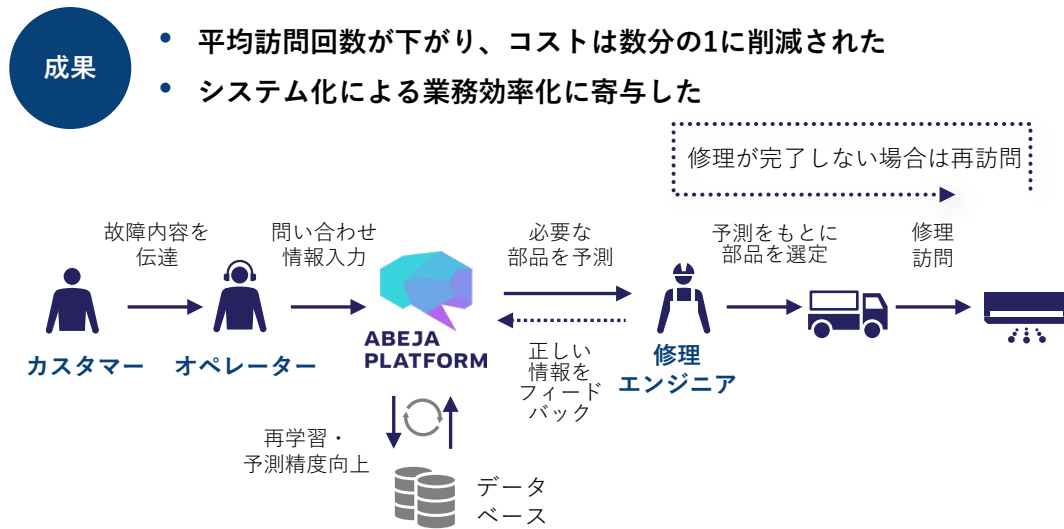 成果
• 平均訪問回数が下がり、コストは数分の1に削減された
• システム化による業務効率化に寄与した
修理が完了しない場合は再訪問
故障内容を
伝達
問い合わせ
情報入力
必要な
部品を予測
予測をもとに
部品を選定
修理
訪問
カスタマー
オペレーター
ABEJA
PLATFORM
正しい
情報を
フィード
バック
修理
エンジニア
再学習・
予測精度向上
データ
ベース